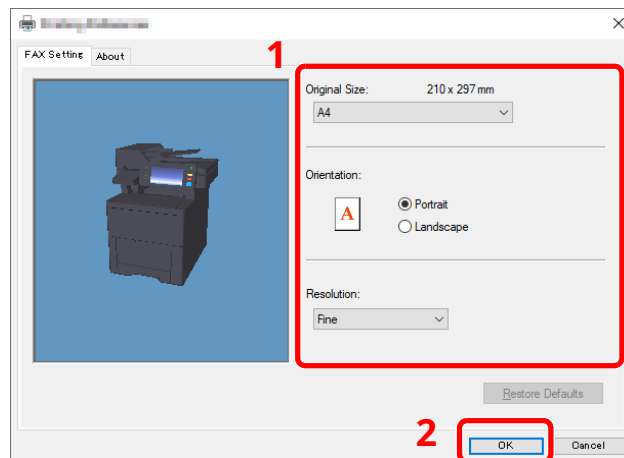 FAX Setting About
1
Original Size: 210 x 297 mm
A4
Orientation:
A
Portrait
Landscape
Resolution:
Fine
Restore Defaults
2
OK Cancel